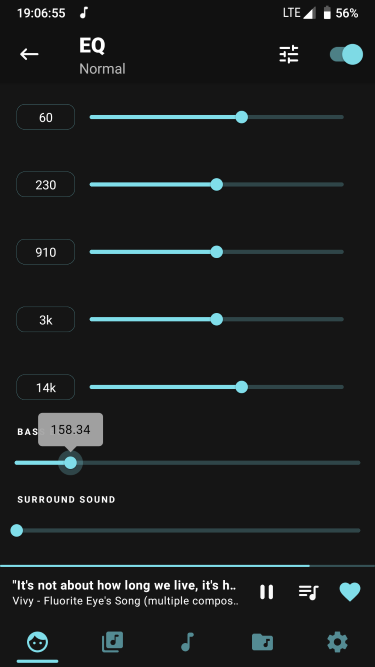 19:06:55 LTE 56%
EQ
Normal
60
230
910
3k
14k
BAS
158.34
SURROUND SOUND
"It's not about how long we live, it's h..
Vivy - Fluorite Eye's Song (multiple compos..